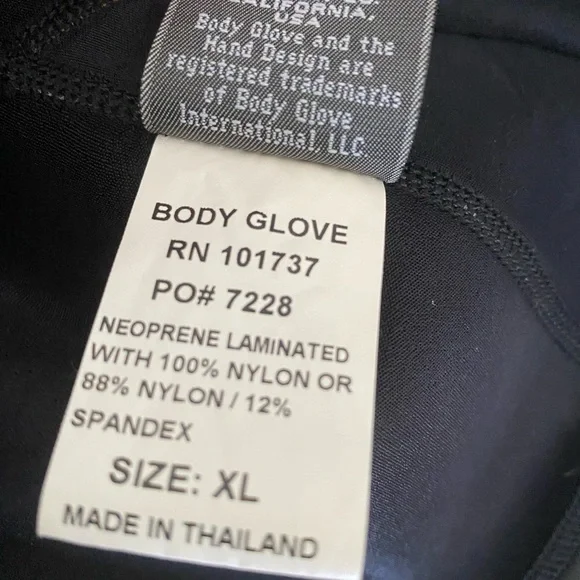 CALIFORNIA.
USA
Body Glove and the
Hand Design are
registered trademarks
of Body Glove
International, LLC.
BODY GLOVE
RN 101737
PO# 7228
NEOPRENE LAMINATED
WITH 100% NYLON OR
88% NYLON / 12%
SPANDEX
SIZE: XL
MADE IN THAILAND